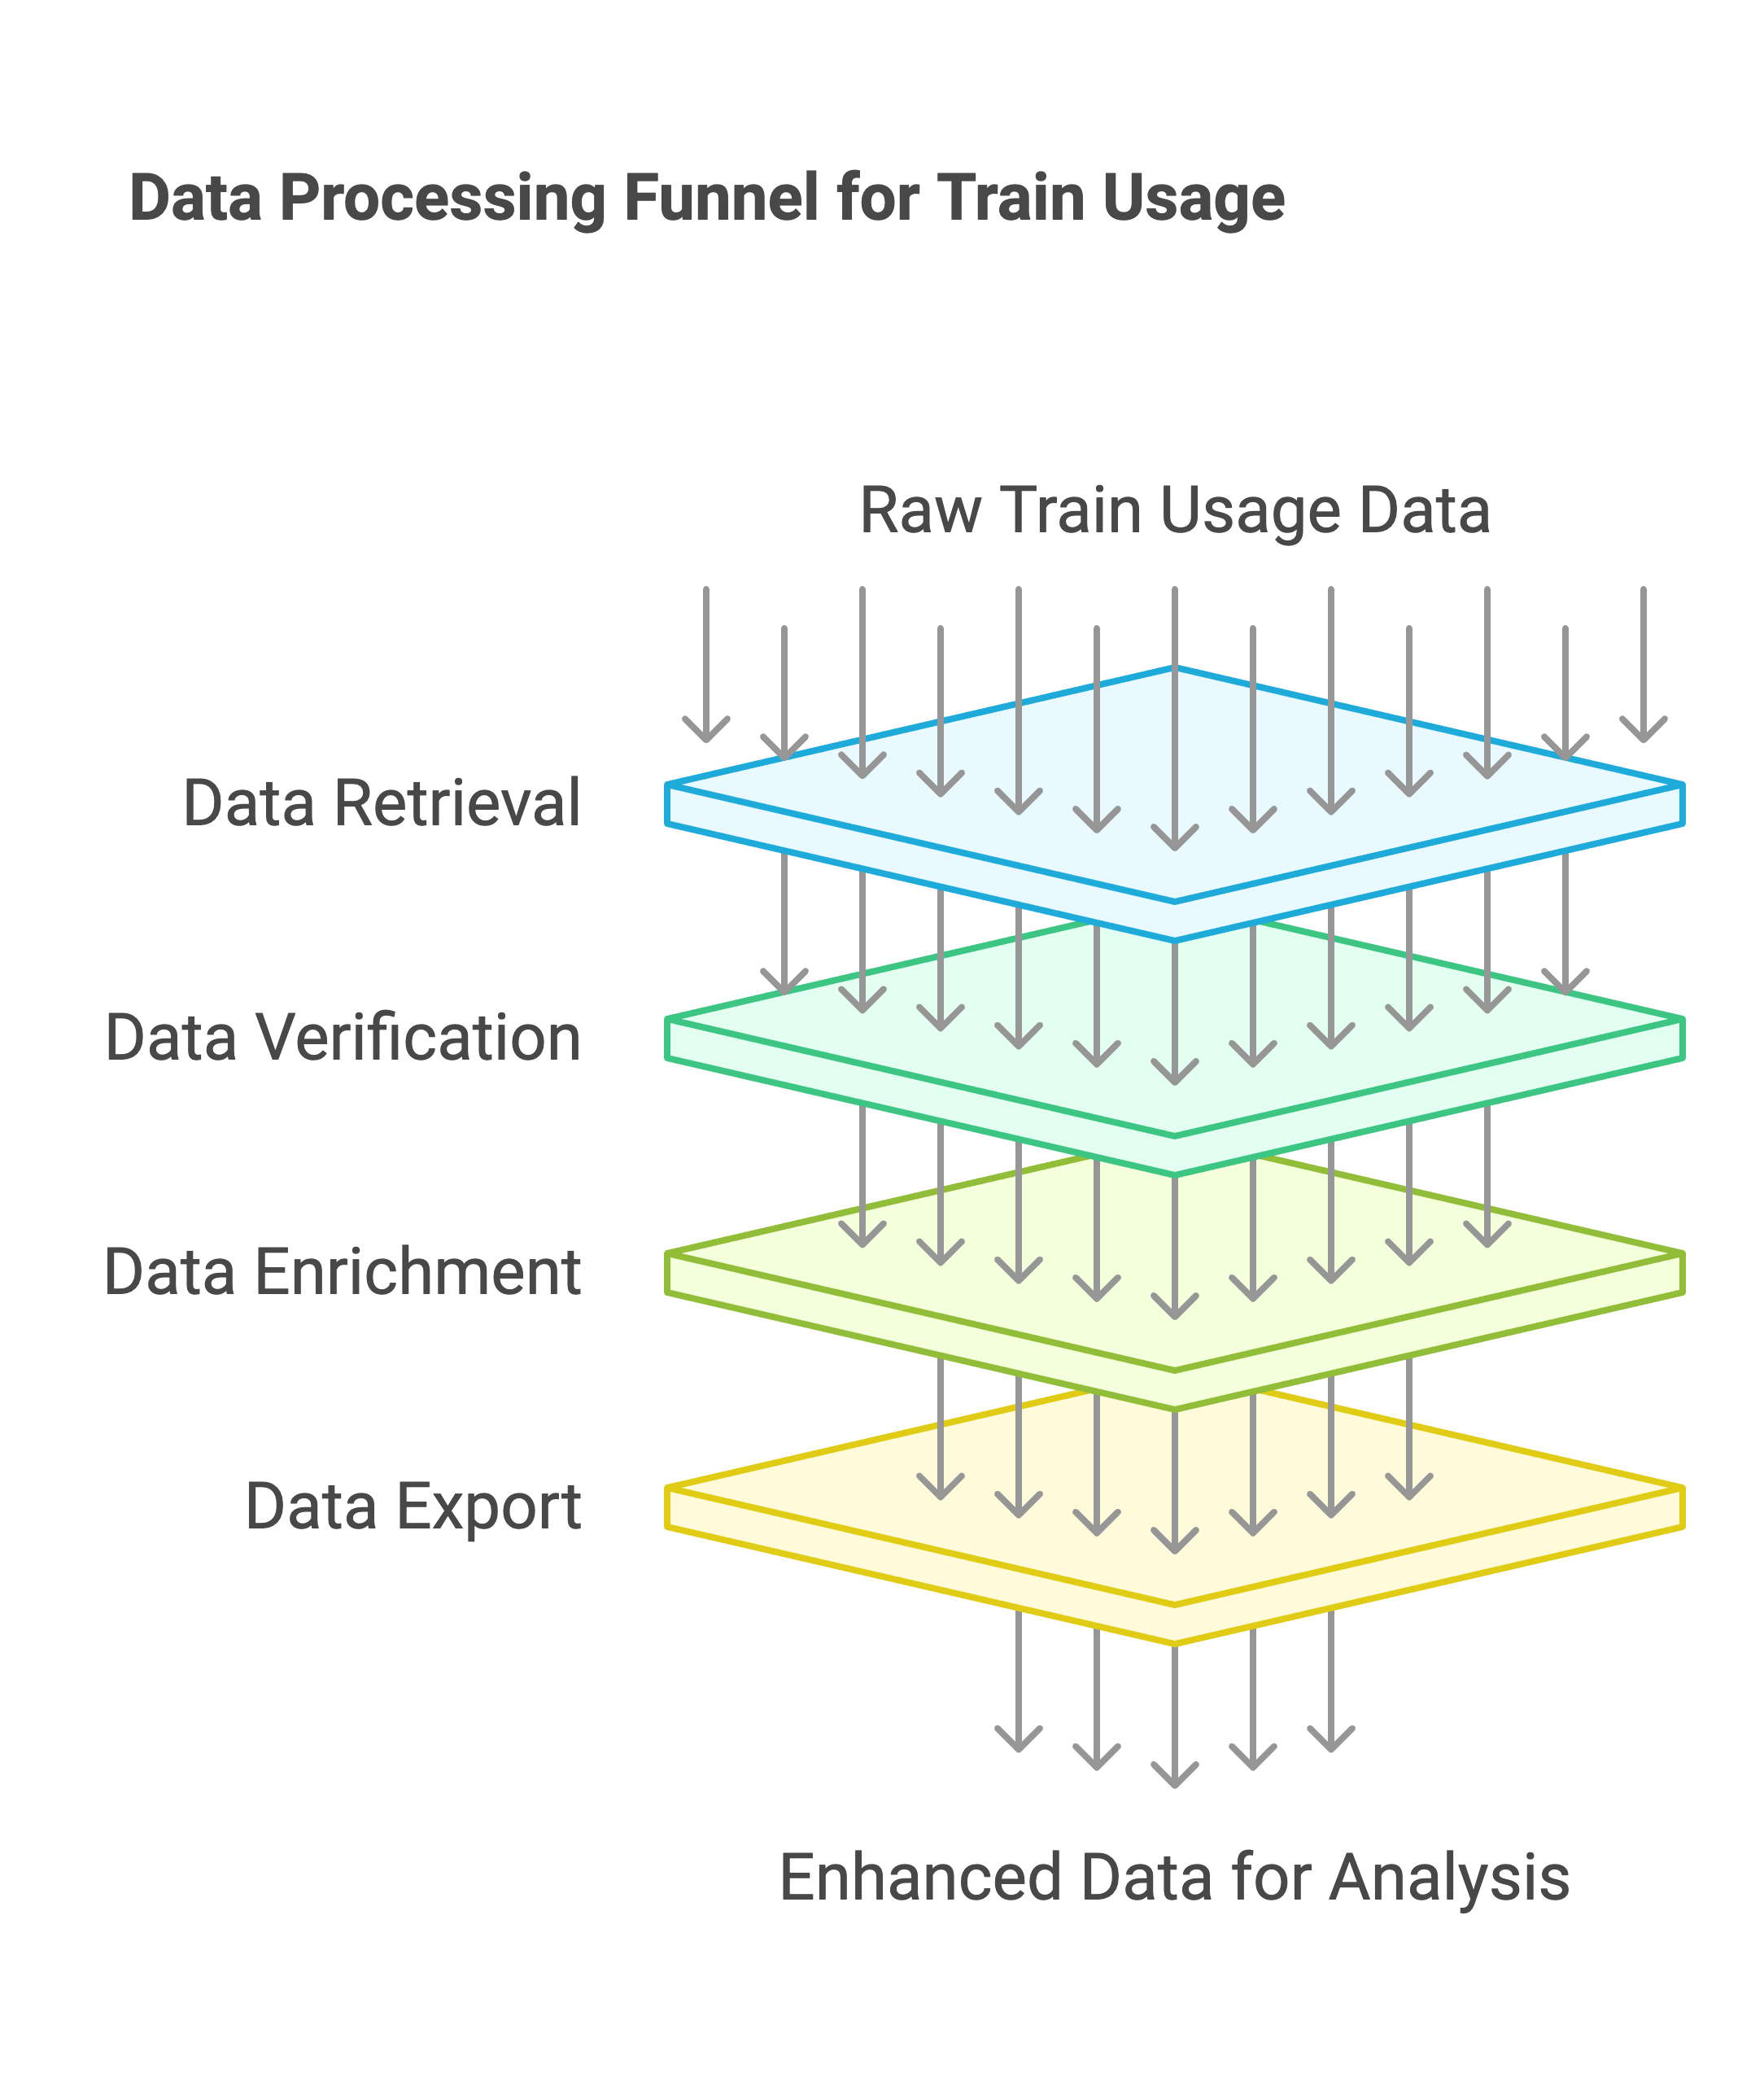 Data Processing Funnel for Train Usage
Raw Train Usage Data
Data Retrieval
Data Verification
Data Enrichment
Data Export
Enhanced Data for Analysis